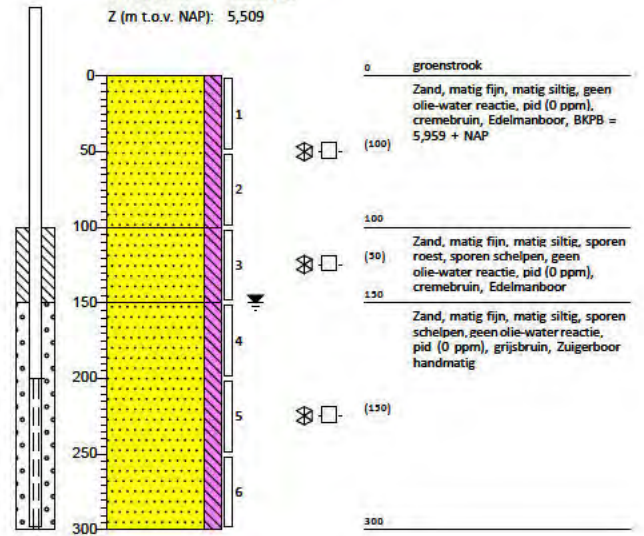 Z (m t.o.v. NAP): 5,509
0
50
100
150
200
250
300
1
2
3
4
5
6
0 groenstrook
Zand, matig fijn, matig siltig, geen
olie-water reactie, pid (0 ppm),
cremebruin, Edelmanboor, BKPB =
5,959 + NAP
(100)
100
Zand, matig fijn, matig siltig, sporen
roest, sporen schelpen, geen
olie-water reactie, pid (0 ppm),
cremebruin, Edelmanboor
(50)
150
Zand, matig fijn, matig siltig, sporen
schelpen, geen olie-water reactie,
pid (0 ppm), grijsbruin, Zuigerboor
handmatig
(150)
300